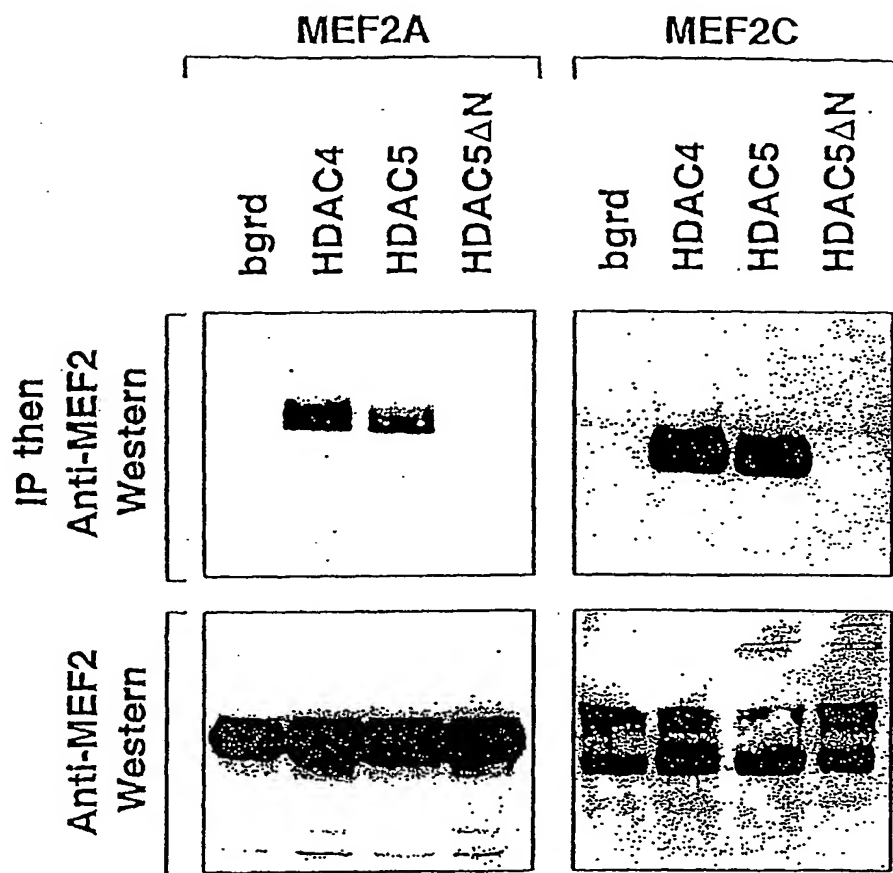 MEF2A
MEF2C
bgrd
HDAC4
HDAC5
HDAC5ΔN
bgrd
HDAC4
HDAC5
HDAC5ΔN
IP then
Anti-MEF2
Western
Anti-MEF2
Western